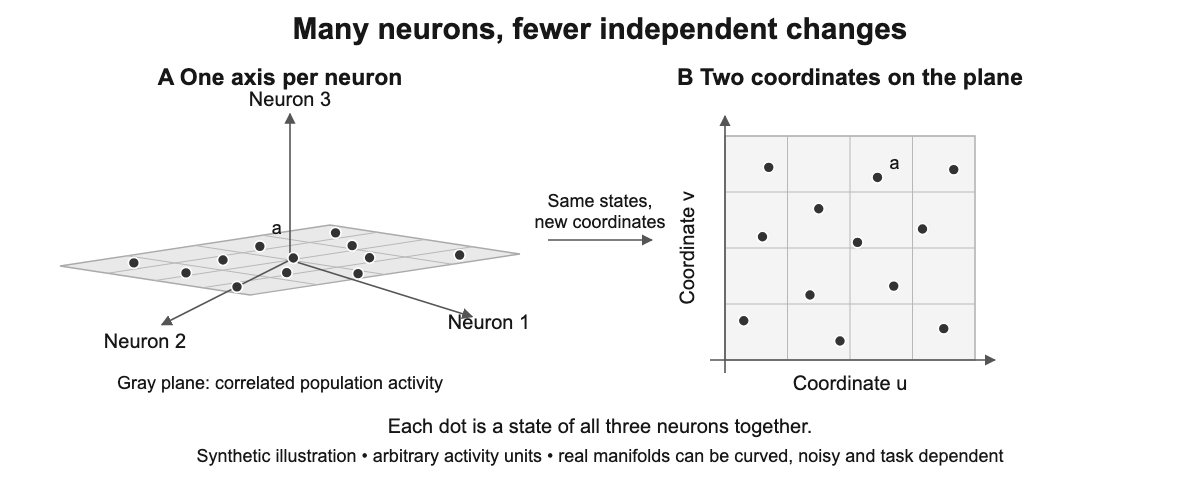 Many neurons, fewer independent changes
A One axis per neuron
Neuron 3
a
Neuron 1
Neuron 2
Gray plane: correlated population activity
Same states,
new coordinates
B Two coordinates on the plane
a
Coordinate v
Coordinate u
Each dot is a state of all three neurons together.
Synthetic illustration • arbitrary activity units • real manifolds can be curved, noisy and task dependent